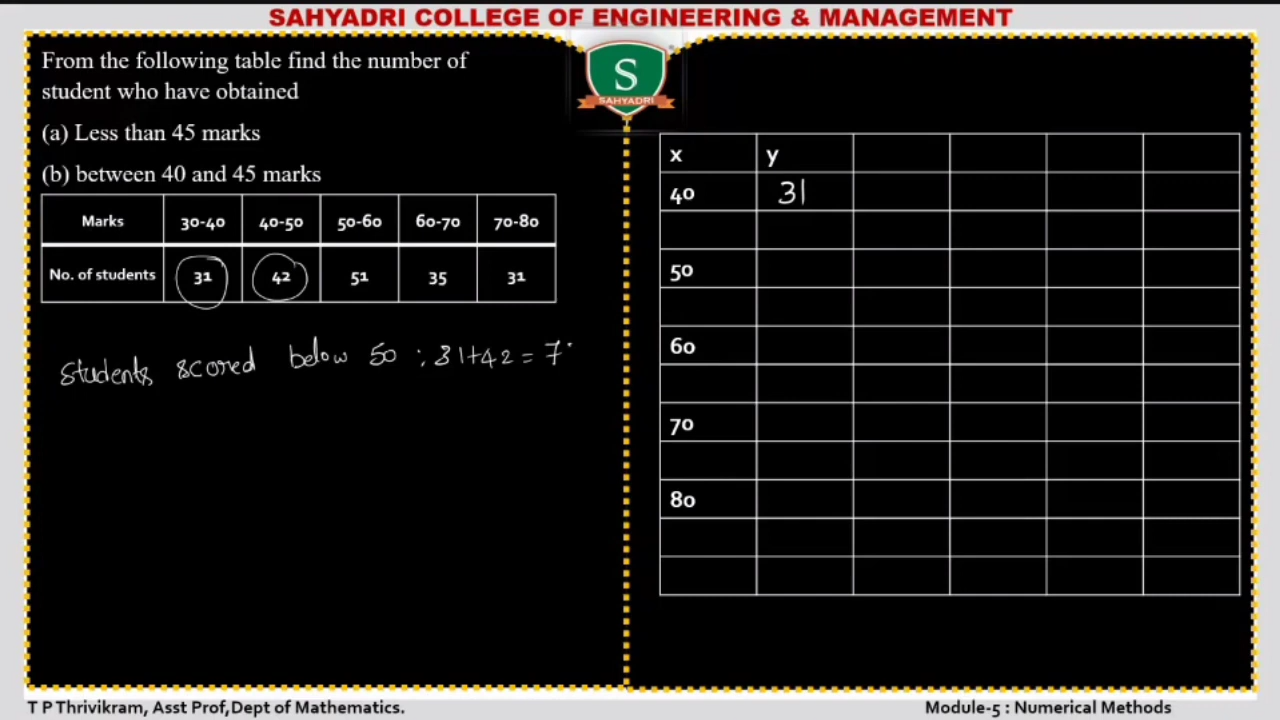 SAHYADRI COLLEGE OF ENGINEERING & MANAGEMENT
From the following table find the number of
student who have obtained
(a) Less than 45 marks
(b) between 40 and 45 marks
Marks 30-40 40-50 50-60 60-70 70-80
No. of students 31 42 51 35 31
Students scored below 50 : 31+42 = 7
S
SAHYADRI
x y
40 31
50
60
70
80
T P Thrivikram, Asst Prof,Dept of Mathematics.
Module-5 : Numerical Methods